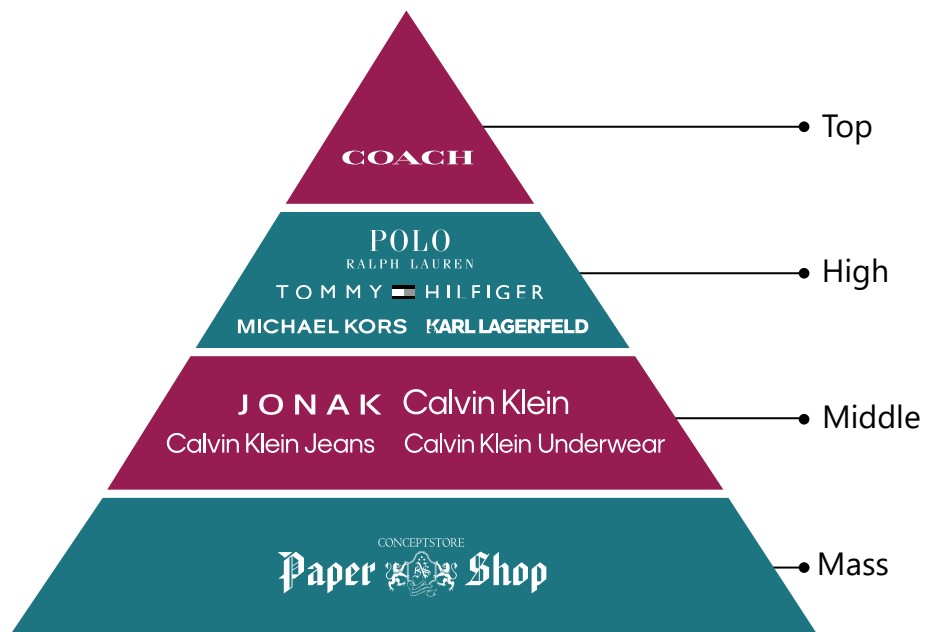 COACH
Top
POLO
RALPH LAUREN
TOMMY HILFIGER
MICHAEL KORS KARL LAGERFELD
High
JONAK Calvin Klein
Calvin Klein Jeans Calvin Klein Underwear
Middle
CONCEPTSTORE
Paper Shop
Mass